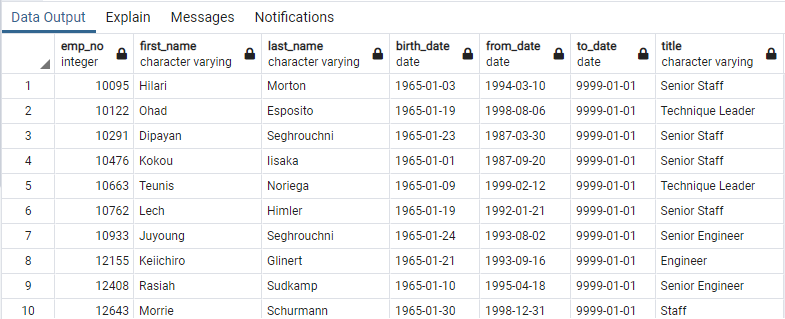 Data Output Explain Messages Notifications
emp_no first_name last_name birth_date from_date to_date title
integer character varying character varying date date date character varying
1 10095 Hilari Morton 1965-01-03 1994-03-10 9999-01-01 Senior Staff
2 10122 Ohad Esposito 1965-01-19 1998-08-06 9999-01-01 Technique Leader
3 10291 Dipayan Seghrouchni 1965-01-23 1987-03-30 9999-01-01 Senior Staff
4 10476 Kokou Iisaka 1965-01-01 1987-09-20 9999-01-01 Senior Staff
5 10663 Teunis Noriega 1965-01-09 1999-02-12 9999-01-01 Technique Leader
6 10762 Lech Himler 1965-01-19 1992-01-21 9999-01-01 Senior Staff
7 10933 Juyoung Seghrouchni 1965-01-24 1993-08-02 9999-01-01 Senior Engineer
8 12155 Keiichiro Glinert 1965-01-21 1993-09-16 9999-01-01 Engineer
9 12408 Rasiah Sudkamp 1965-01-10 1995-04-18 9999-01-01 Senior Engineer
10 12643 Morrie Schurmann 1965-01-30 1998-12-31 9999-01-01 Staff